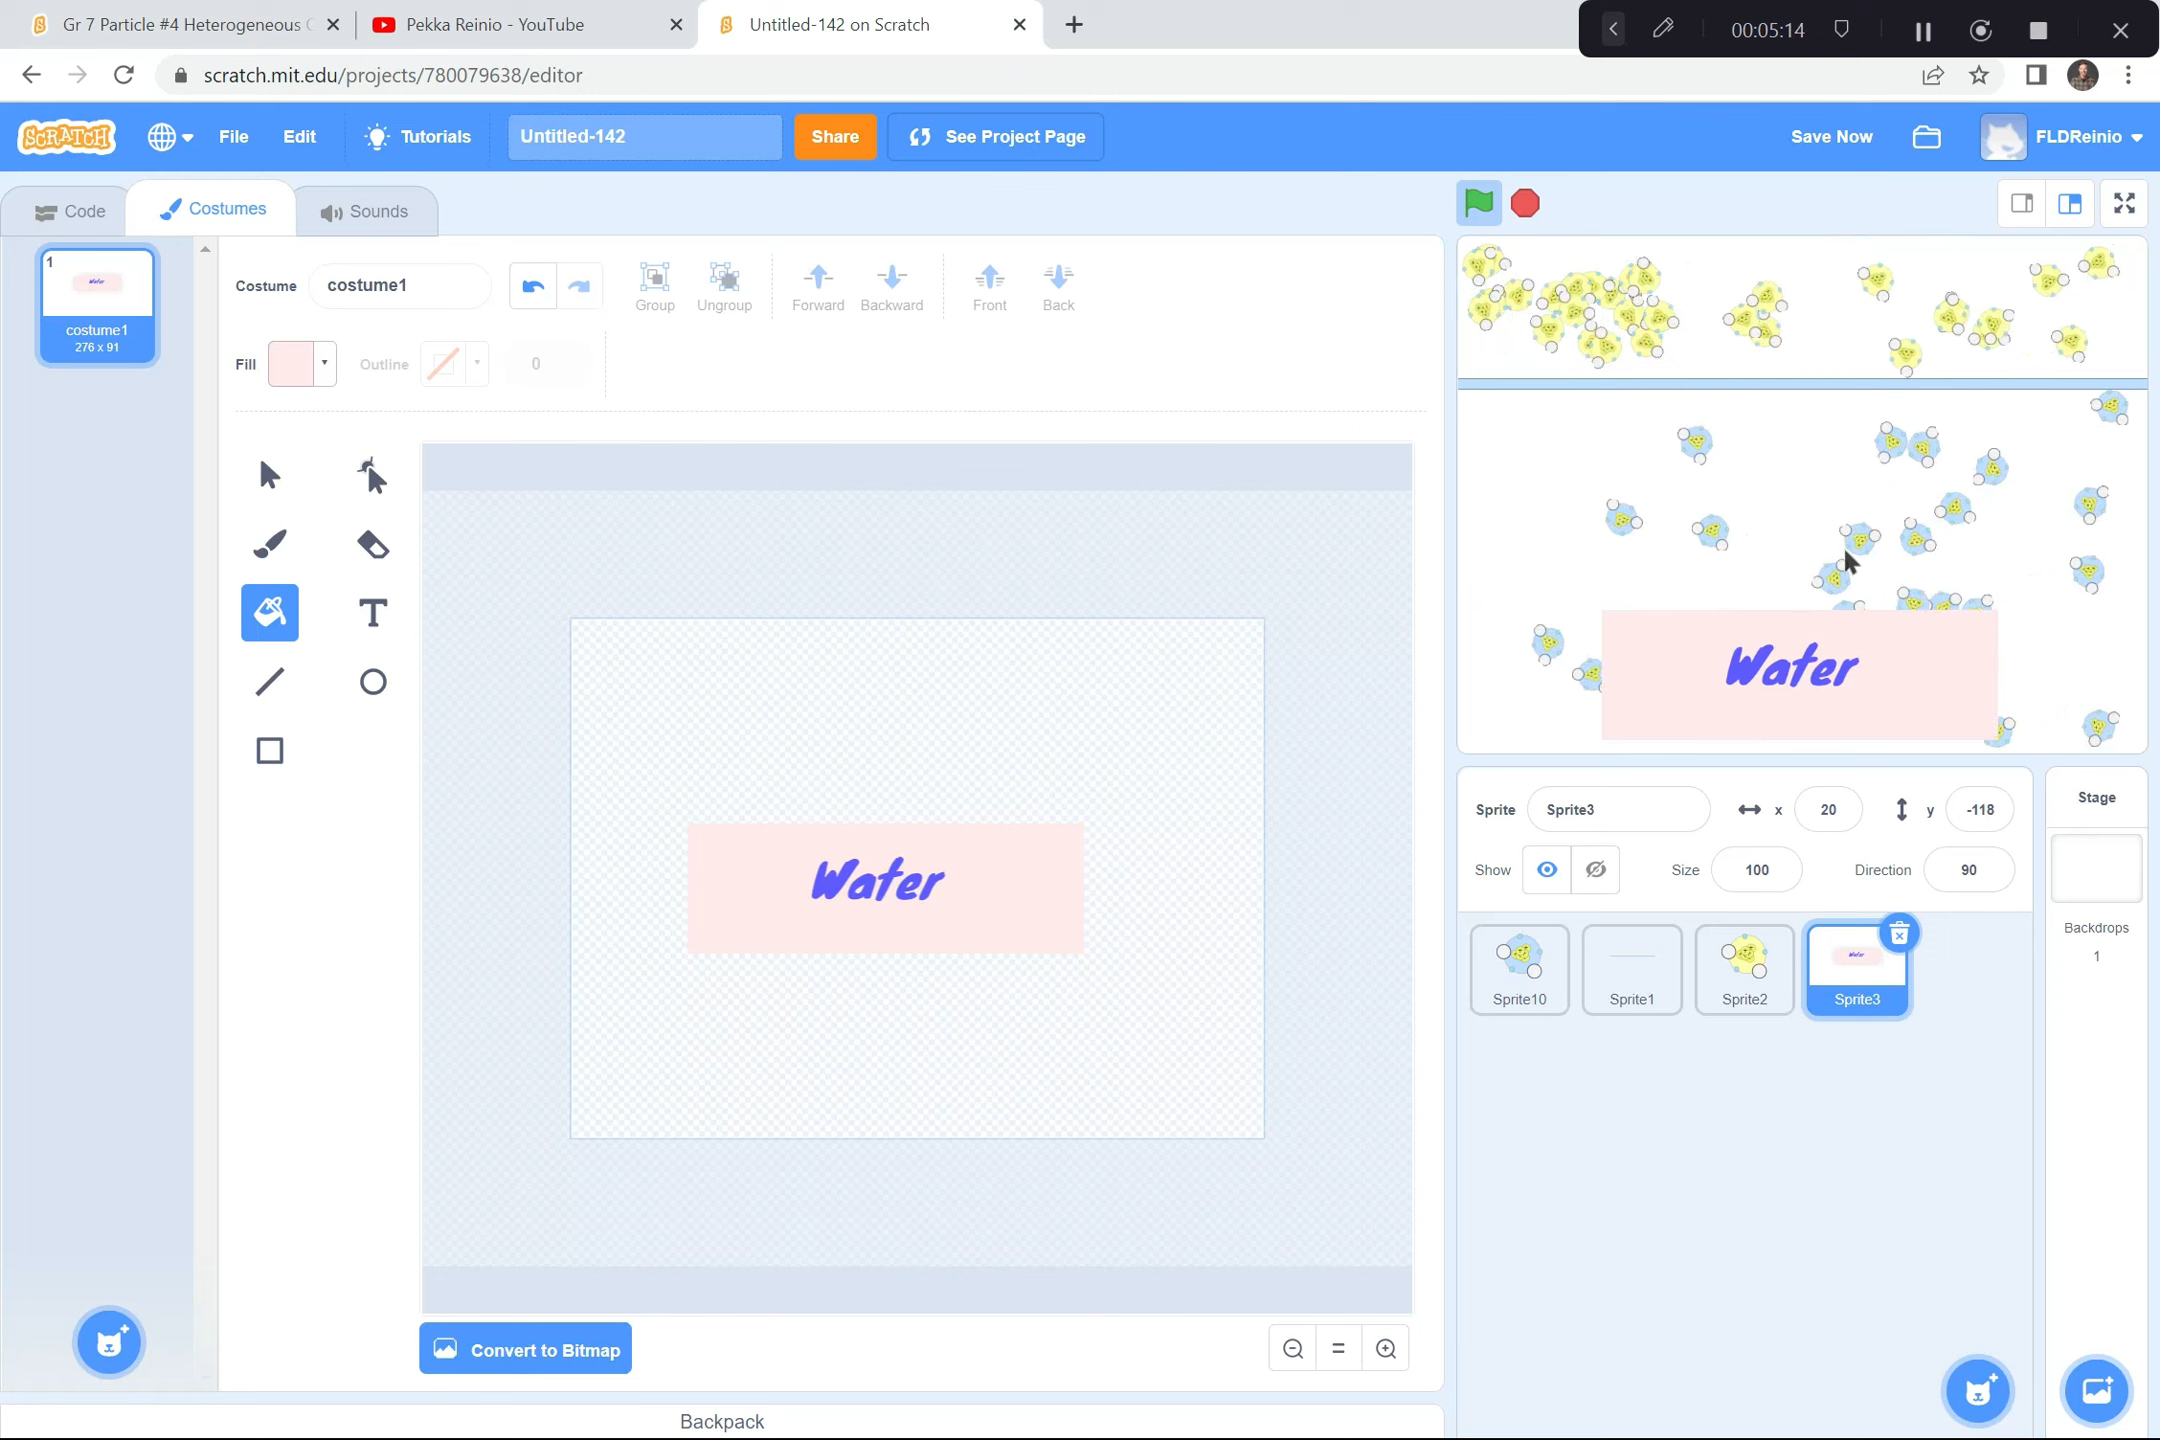 Gr 7 Particle #4 Heterogeneous
Pekka Reinio - YouTube
Untitled-142 on Scratch
00:05:14
scratch.mit.edu/projects/780079638/editor
SCRATCH
File
Edit
Tutorials
Untitled-142
Share
See Project Page
Save Now
FLDReinio
Code
Costumes
Sounds
1
Water
costume1
276 x 91
Costume
costume1
Group
Ungroup
Forward
Backward
Front
Back
Fill
Outline
0
T
Water
Water
Convert to Bitmap
Backpack
Sprite
Sprite3
x
20
y
-118
Show
Size
100
Direction
90
Sprite10
Sprite1
Sprite2
Water
Sprite3
Stage
Backdrops
1